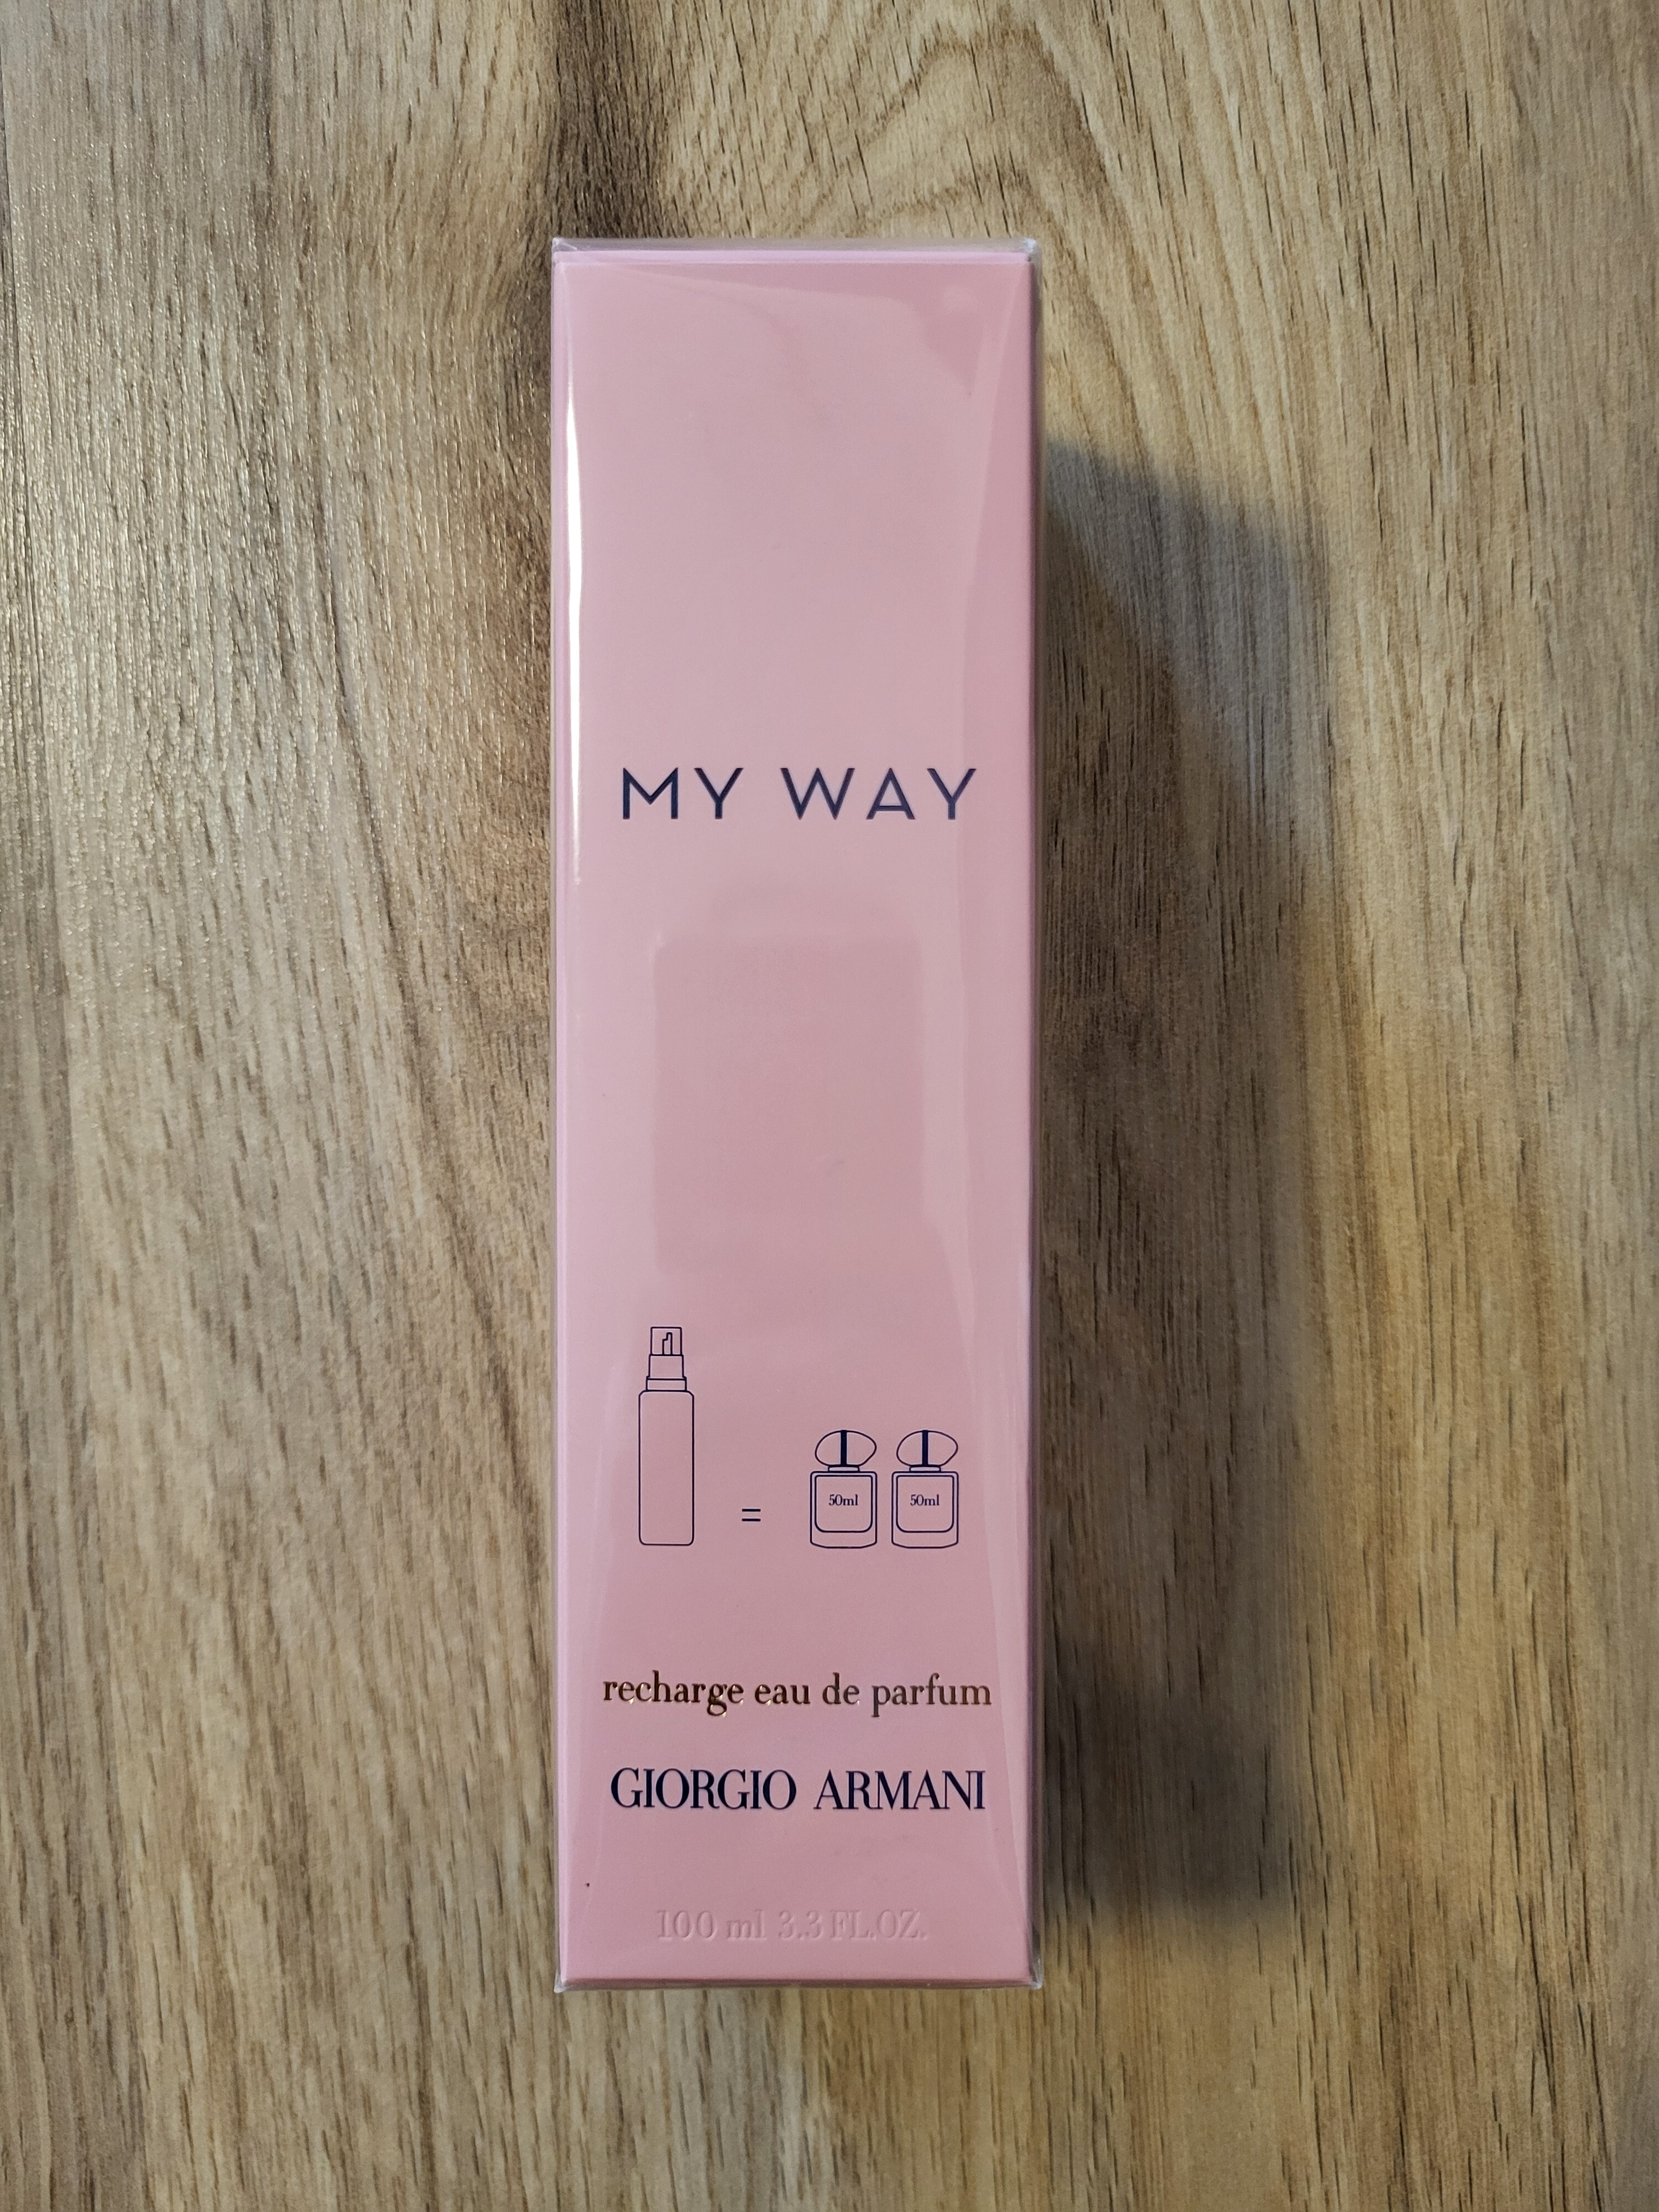 MY WAY
50ml 50ml
=
recharge eau de parfum
GIORGIO ARMANI
100 ml 3.3 FL.OZ.